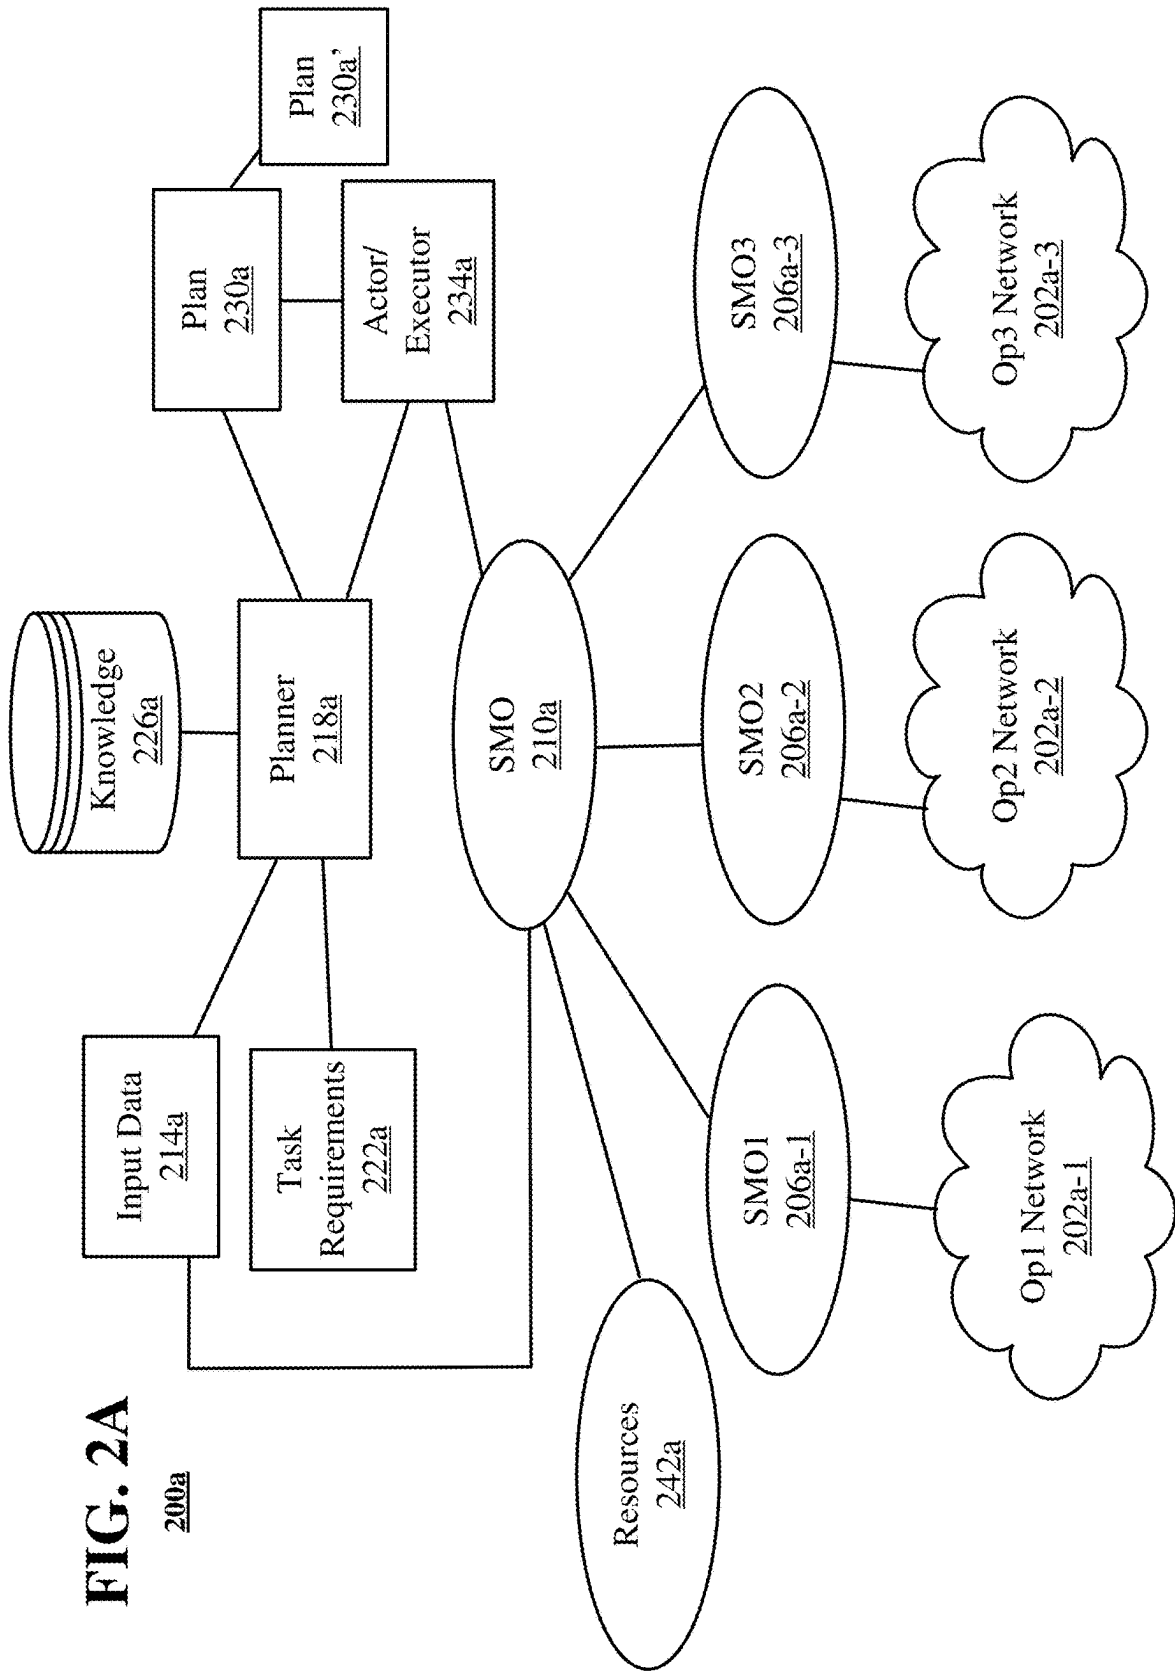 FIG. 2A
200a
Knowledge
226a
Input Data
214a
Task
Requirements
222a
Planner
218a
Plan
230a
Plan
230a’
Actor/
Executor
234a
SMO
210a
Resources
242a
SMO1
206a-1
SMO2
206a-2
SMO3
206a-3
Op1 Network
202a-1
Op2 Network
202a-2
Op3 Network
202a-3